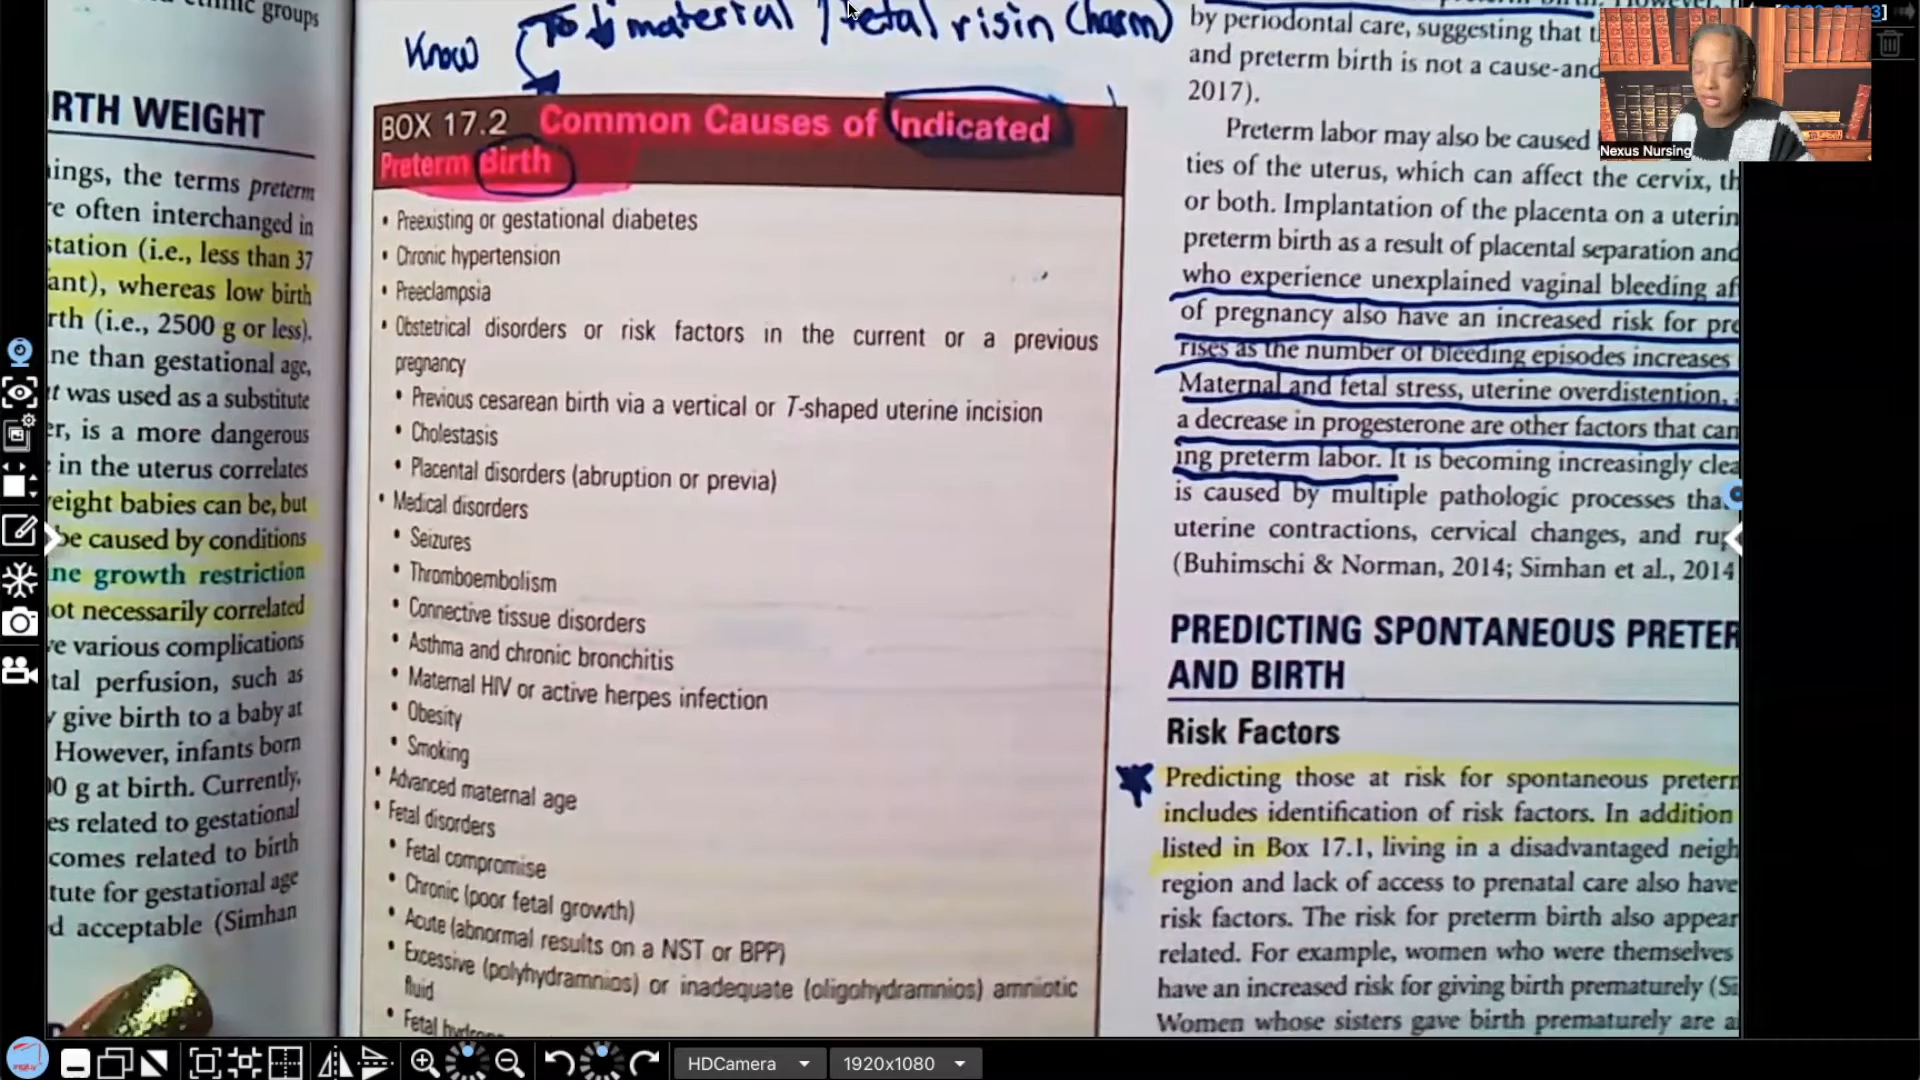 ethnic groups
RTH WEIGHT
ings, the terms preterm
re often interchanged in
station (i.e., less than 37
ant), whereas low birth
rth (i.e., 2500 g or less).
ne than gestational age,
t was used as a substitute
er, is a more dangerous
in the uterus correlates
eight babies can be, but
be caused by conditions
ine growth restriction
not necessarily correlated
ve various complications
tal perfusion, such as
y give birth to a baby at
However, infants born
00 g at birth. Currently,
es related to gestational
comes related to birth
tute for gestational age
d acceptable (Simhan
Know
To ↓ material / fetal risin (harm)
BOX 17.2 Common Causes of Indicated
Preterm Birth
• Preexisting or gestational diabetes
• Chronic hypertension
• Preeclampsia
• Obstetrical disorders or risk factors in the current or a previous
pregnancy
• Previous cesarean birth via a vertical or T-shaped uterine incision
• Cholestasis
• Placental disorders (abruption or previa)
• Medical disorders
• Seizures
• Thromboembolism
• Connective tissue disorders
• Asthma and chronic bronchitis
• Maternal HIV or active herpes infection
• Obesity
• Smoking
• Advanced maternal age
• Fetal disorders
• Fetal compromise
• Chronic (poor fetal growth)
• Acute (abnormal results on a NST or BPP)
• Excessive (polyhydramnios) or inadequate (oligohydramnios) amniotic
fluid
• Fetal
by periodontal care, suggesting that t
and preterm birth is not a cause-and
2017).
Preterm labor may also be caused
ties of the uterus, which can affect the cervix, th
or both. Implantation of the placenta on a uterin
preterm birth as a result of placental separation and
who experience unexplained vaginal bleeding af
of pregnancy also have an increased risk for pre
rises as the number of bleeding episodes increases
Maternal and fetal stress, uterine overdistention,
a decrease in progesterone are other factors that can
ing preterm labor. It is becoming increasingly clea
is caused by multiple pathologic processes tha
uterine contractions, cervical changes, and rup
(Buhimschi & Norman, 2014; Simhan et al., 2014
PREDICTING SPONTANEOUS PRETER
AND BIRTH
Risk Factors
Predicting those at risk for spontaneous preterm
includes identification of risk factors. In addition
listed in Box 17.1, living in a disadvantaged neigh
region and lack of access to prenatal care also have
risk factors. The risk for preterm birth also appear
related. For example, women who were themselves
have an increased risk for giving birth prematurely (Si
Women whose sisters gave birth prematurely are a
Nexus Nursing
HDCamera
1920x1080